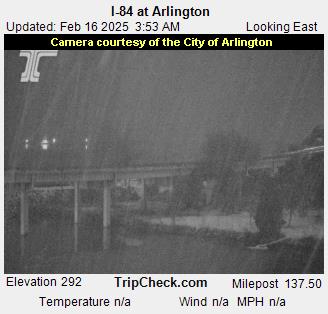 I-84 at Arlington
Updated: Feb 16 2025 3:53 AM Looking East
Camera courtesy of the City of Arlington
Elevation 292 TripCheck.com Milepost 137.50
Temperature n/a Wind n/a MPH n/a